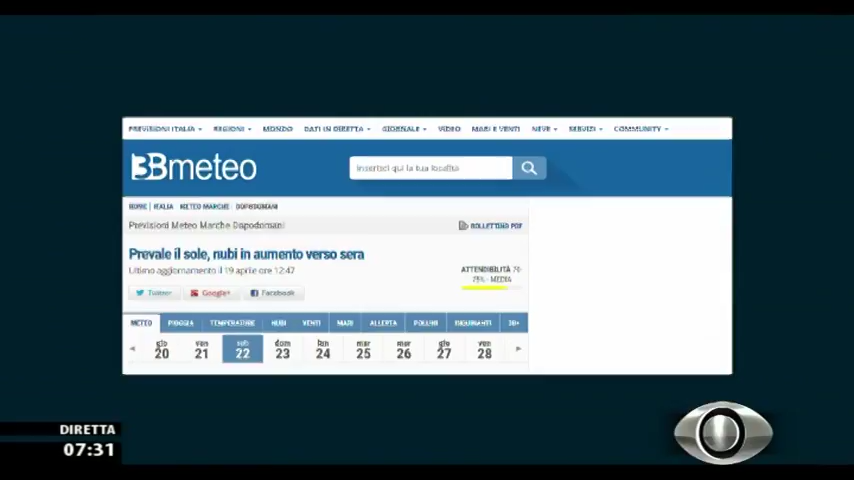 PREVISIONI ITALIA REGIONI MONDO DATI IN DIRETTA GIORNALE VIDEO MARI E VENTI NEVE SERVIZI COMMUNITY
3Bmeteo
Inserisci qui la tua località
HOME | ITALIA METEO MARCHE DOPODOMANI
Previsioni Meteo Marche Dopodomani
BOLLETTINO PDF
Prevale il sole, nubi in aumento verso sera
Ultimo aggiornamento il 19 aprile ore 12:47
ATTENDIBILITÀ 70-
75% - MEDIA
Twitter Google+ Facebook
METEO PIOGGIA TEMPERATURE NUBI VENTI MARI ALLERTA POLLINI INQUINANTI
gio ven sab dom lun mar mer gio ven
20 21 22 23 24 25 26 27 28
DIRETTA
07:31